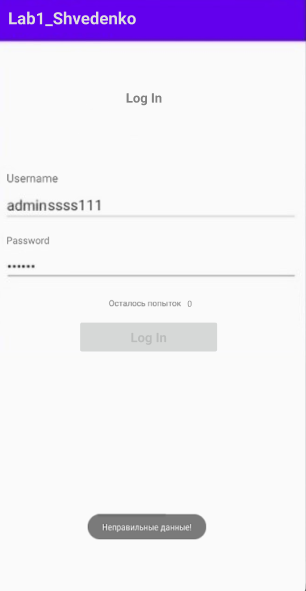 Lab1_Shvedenko
Log In
Username
adminssss111
Password
••••••
Осталось попыток 0
Log In
Неправильные данные!